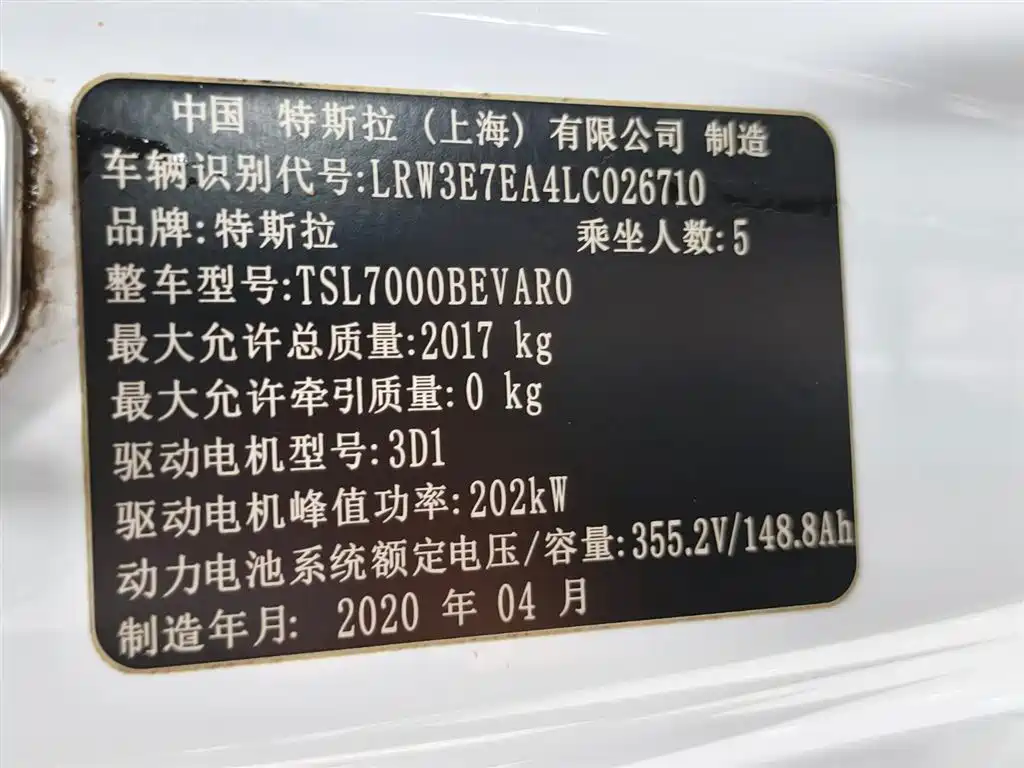 中国 特斯拉 (上海) 有限公司 制造
车辆识别代号:LRW3E7EA4LC026710
品牌:特斯拉 乘坐人数:5
整车型号:TSL7000BEVAR0
最大允许总质量:2017 kg
最大允许牵引质量:0 kg
驱动电机型号:3D1
驱动电机峰值功率:202kW
动力电池系统额定电压/容量:355.2V/148.8Ah
制造年月: 2020 年 04 月